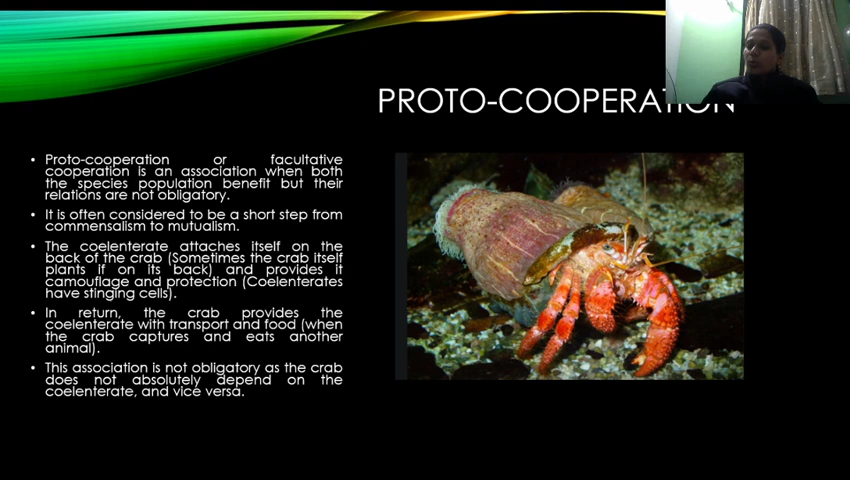 PROTO-COOPERATION
• Proto-cooperation or facultative
cooperation is an association when both
the species population benefit but their
relations are not obligatory.
• It is often considered to be a short step from
commensalism to mutualism.
• The coelenterate attaches itself on the
back of the crab (Sometimes the crab itself
plants if on its back) and provides it
camouflage and protection (Coelenterates
have stinging cells).
• In return, the crab provides the
coelenterate with transport and food (when
the crab captures and eats another
animal).
• This association is not obligatory as the crab
does not absolutely depend on the
coelenterate, and vice versa.